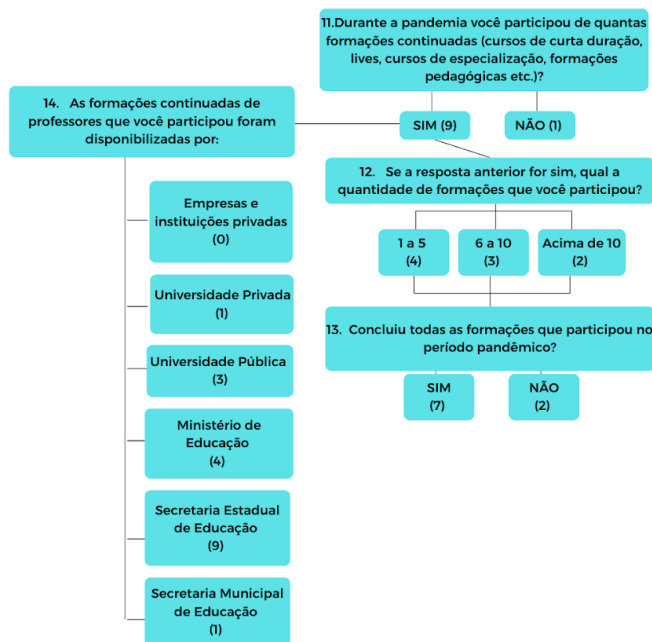 11.Durante a pandemia você participou de quantas
formações continuadas (cursos de curta duração,
lives, cursos de especialização, formações
pedagógicas etc.)?
SIM (9)
NÃO (1)
12. Se a resposta anterior for sim, qual a
quantidade de formações que você participou?
1 a 5
(4)
6 a 10
(3)
Acima de 10
(2)
13. Concluiu todas as formações que participou no
período pandêmico?
SIM
(7)
NÃO
(2)
14. As formações continuadas de
professores que você participou foram
disponibilizadas por:
Empresas e
instituições privadas
(0)
Universidade Privada
(1)
Universidade Pública
(3)
Ministério de
Educação
(4)
Secretaria Estadual
de Educação
(9)
Secretaria Municipal
de Educação
(1)